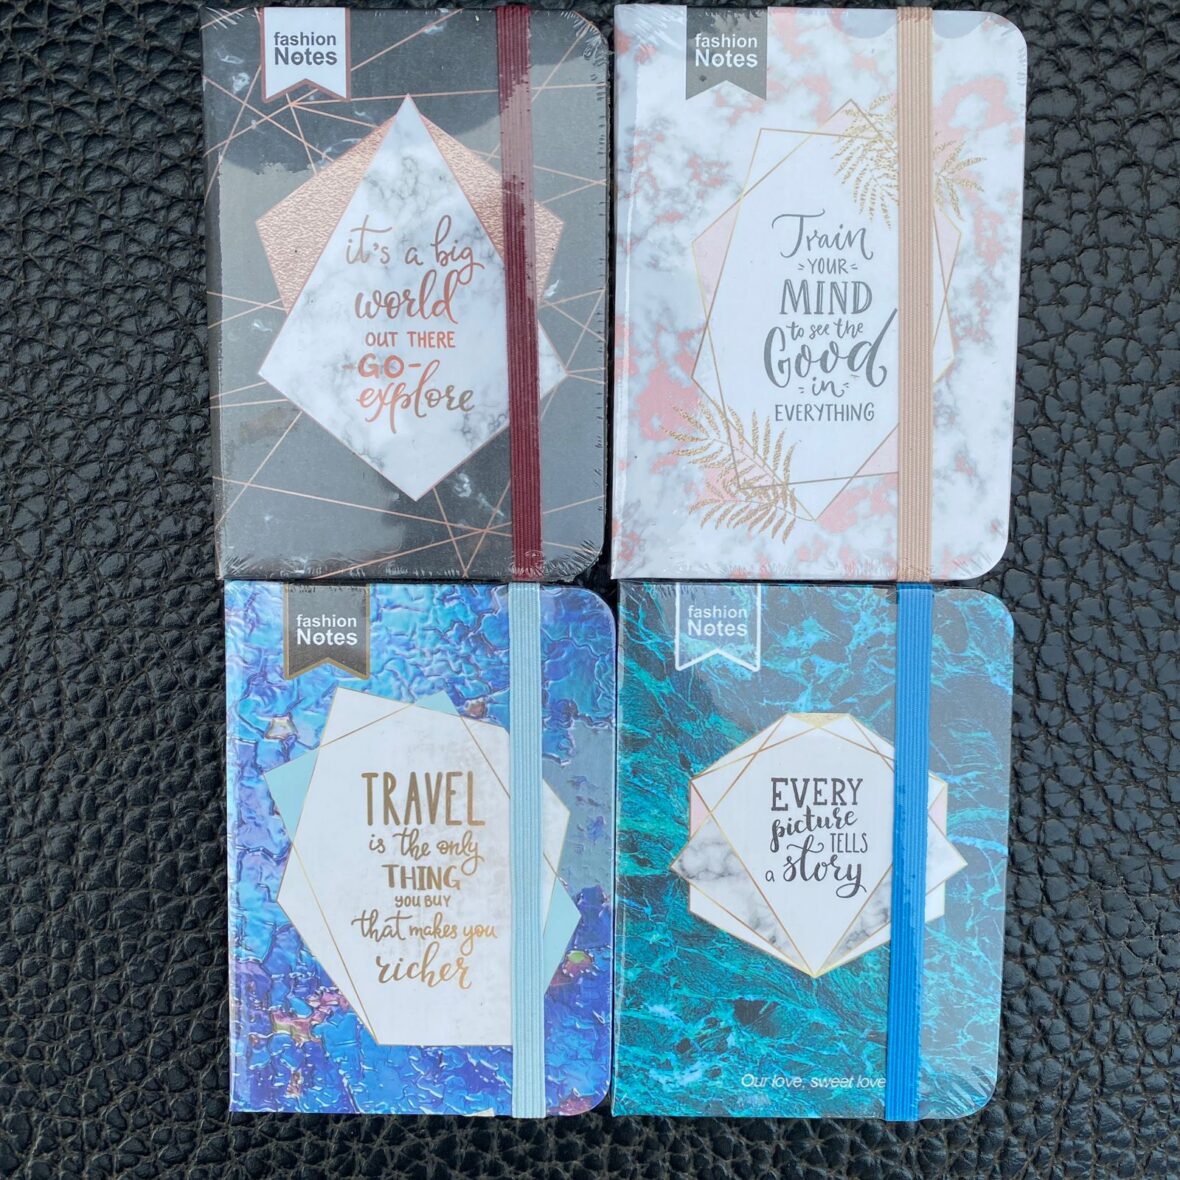 fashion
Notes
it's a big
world
OUT THERE
-GO-
explore
fashion
Notes
Train
YOUR
MIND
to see the
Good
in
EVERYTHING
fashion
Notes
TRAVEL
is the only
THING
YOU BUY
that makes you
richer
fashion
Notes
EVERY
picture
TELLS
a story
Our love, sweet love